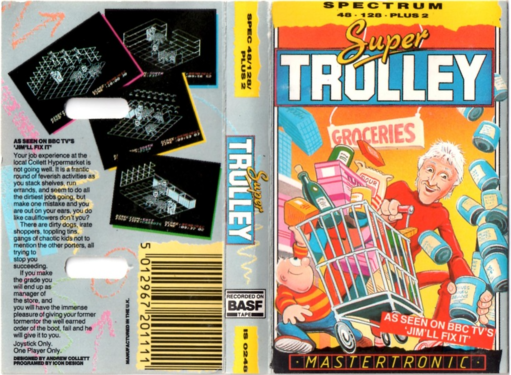 AS SEEN ON BBC TV'S
'JIM'LL FIX IT'
Your job experience at the
local Collett Hypermarket is
not going well. It is a frantic
round of feverish activities as
you stack shelves, run
errands, and seem to do all
the dirtiest jobs going, but
make one mistake and you
are out on your ears, you do
like cauliflowers don't you?
There are dirty dogs, irate
shoppers, toppling tins,
gangs of chaotic kids not to
mention the other porters, all
trying to
stop you
succeeding.
If you make
the grade you
will end up as
manager of
the store, and
you will have the immense
pleasure of giving your former
tormentor the well earned
order of the boot, fail and he
will give it to you.
Joystick Only.
One Player Only.
DESIGNED BY ANDREW COLLETT
PROGRAMED BY ICON DESIGN
5 012967 201111
MANUFACTURED IN THE U.K.
SPEC 48/128/
PLUS 2
Super
TROLLEY
RECORDED ON
BASF
TAPE
IS 0249
SPECTRUM
48 · 128 · PLUS 2
Super
TROLLEY
GROCERIES
SOUR
AS SEEN ON BBC TV'S
'JIM'LL FIX IT'
MASTERTRONIC